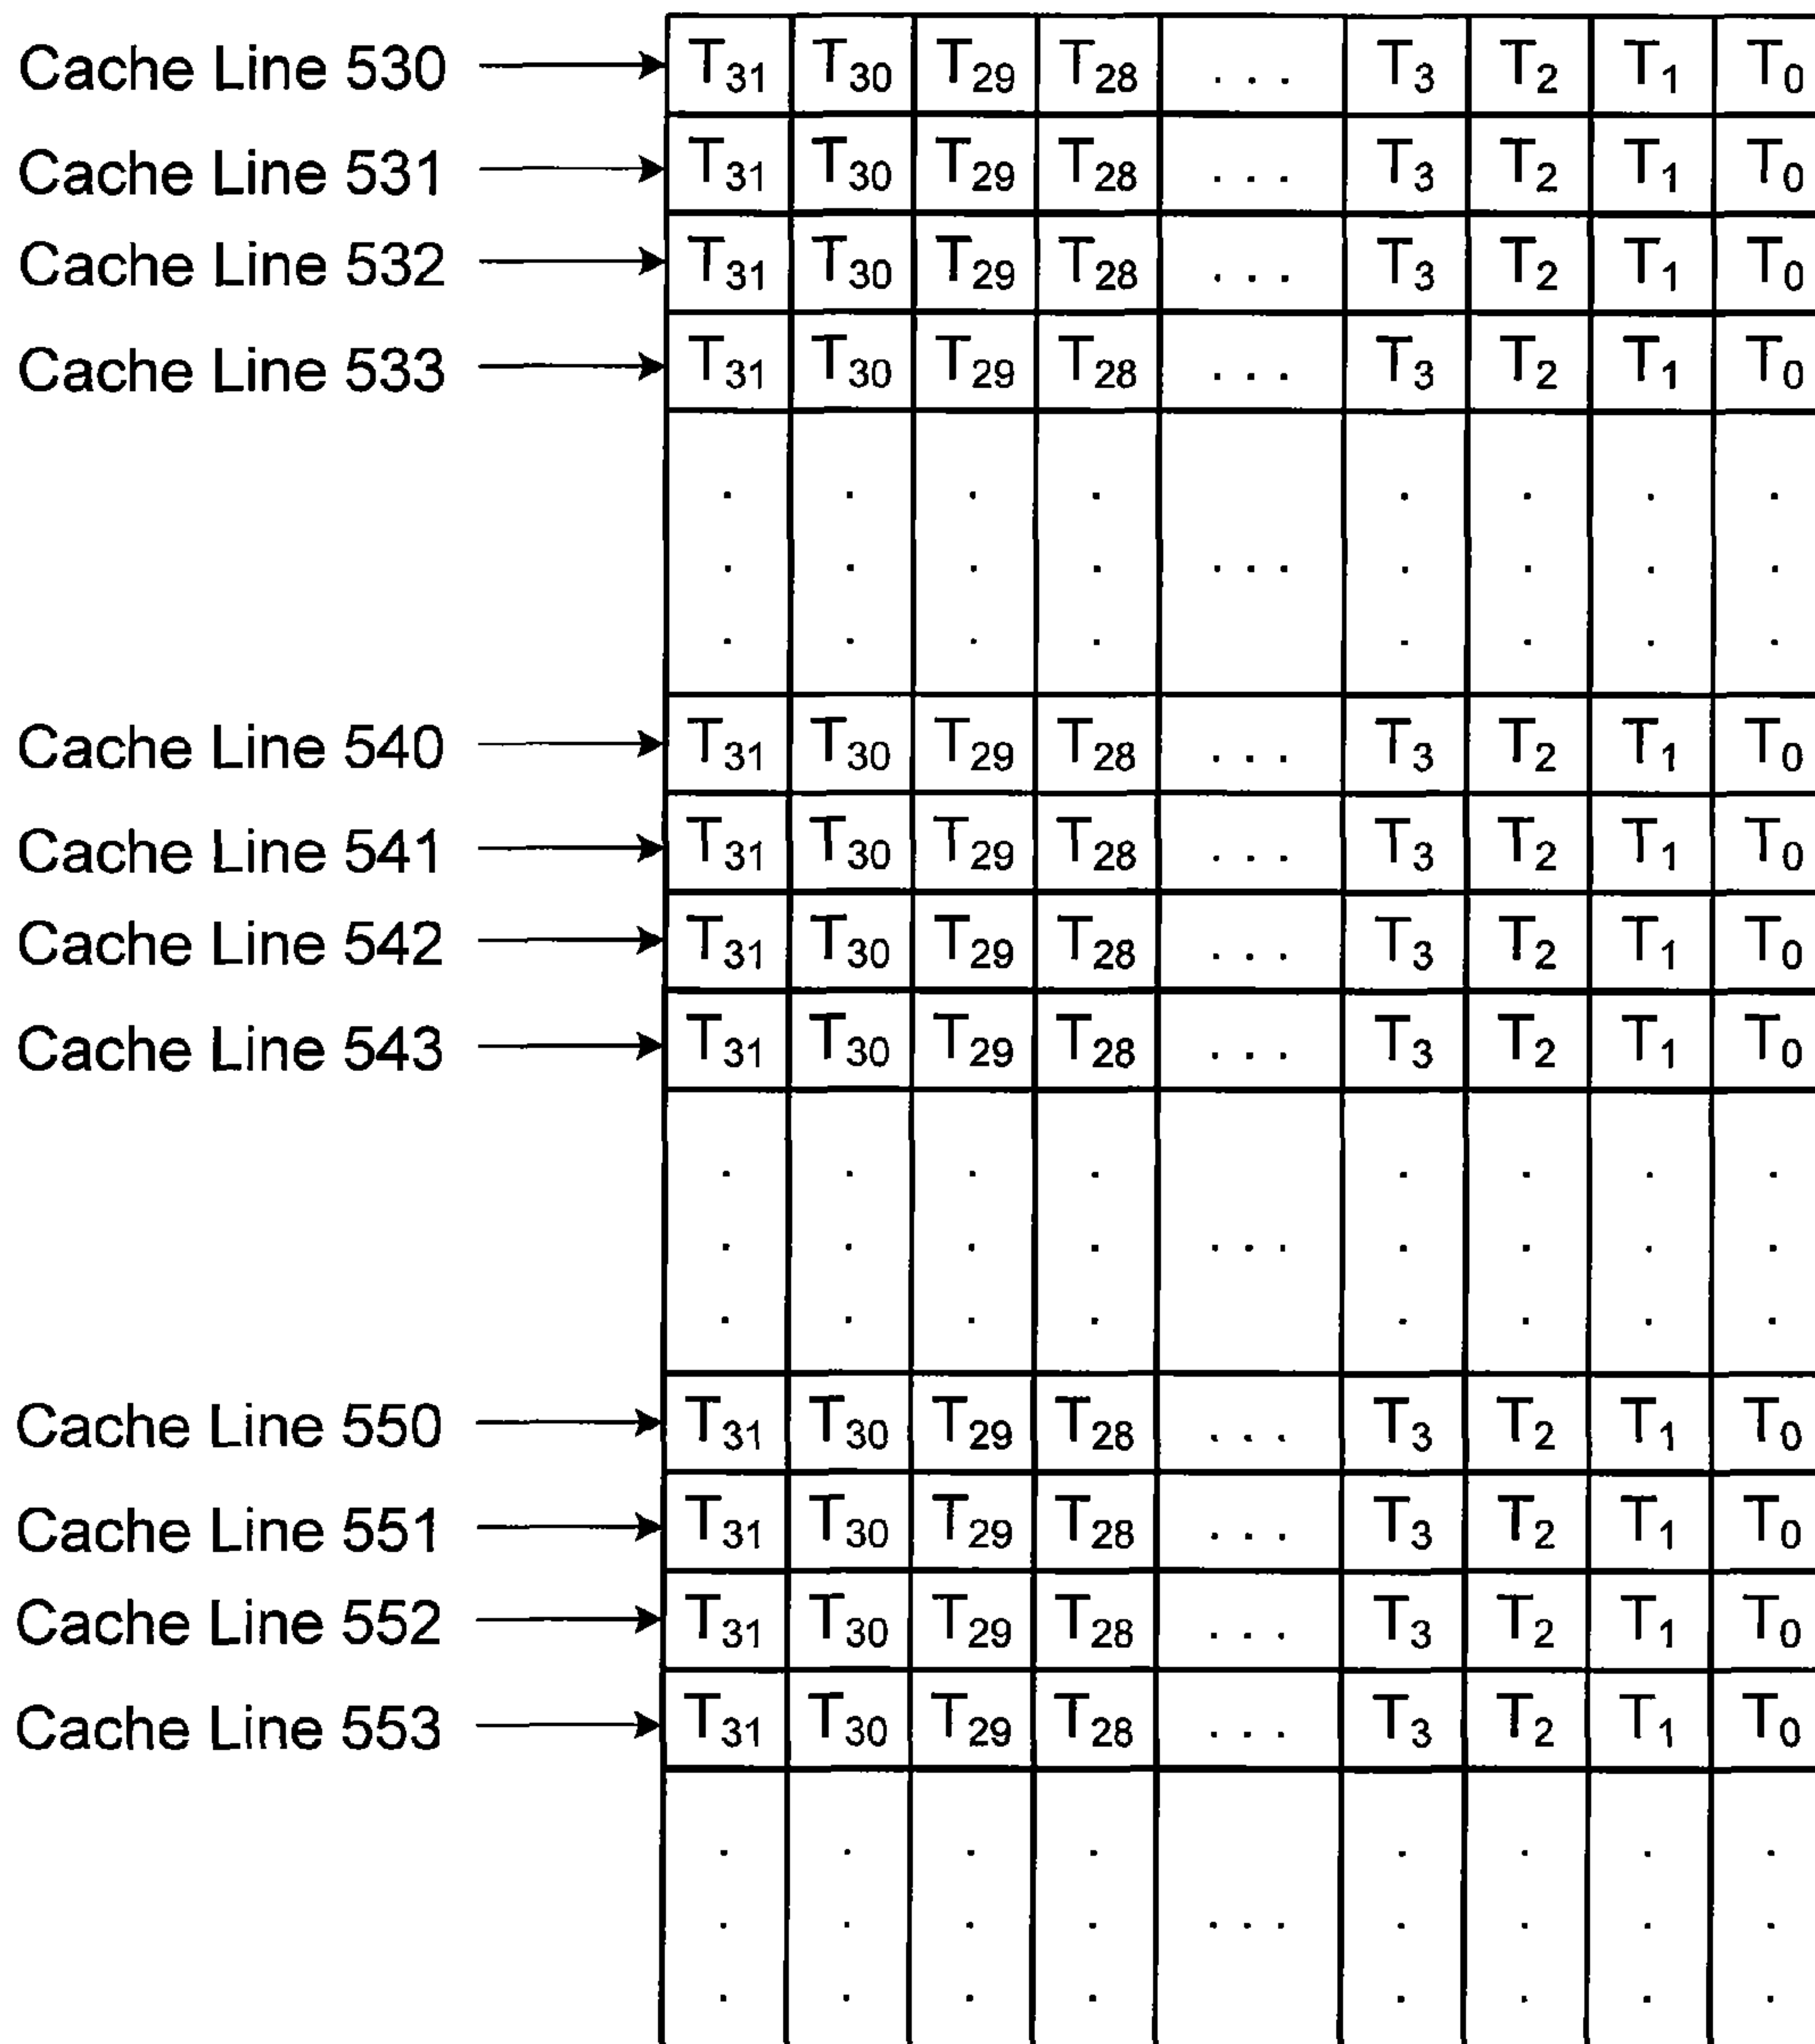 Cache Line 530 T31 T30 T29 T28 ... T3 T2 T1 T0
Cache Line 531 T31 T30 T29 T28 ... T3 T2 T1 T0
Cache Line 532 T31 T30 T29 T28 ... T3 T2 T1 T0
Cache Line 533 T31 T30 T29 T28 ... T3 T2 T1 T0
...
Cache Line 540 T31 T30 T29 T28 ... T3 T2 T1 T0
Cache Line 541 T31 T30 T29 T28 ... T3 T2 T1 T0
Cache Line 542 T31 T30 T29 T28 ... T3 T2 T1 T0
Cache Line 543 T31 T30 T29 T28 ... T3 T2 T1 T0
...
Cache Line 550 T31 T30 T29 T28 ... T3 T2 T1 T0
Cache Line 551 T31 T30 T29 T28 ... T3 T2 T1 T0
Cache Line 552 T31 T30 T29 T28 ... T3 T2 T1 T0
Cache Line 553 T31 T30 T29 T28 ... T3 T2 T1 T0
...